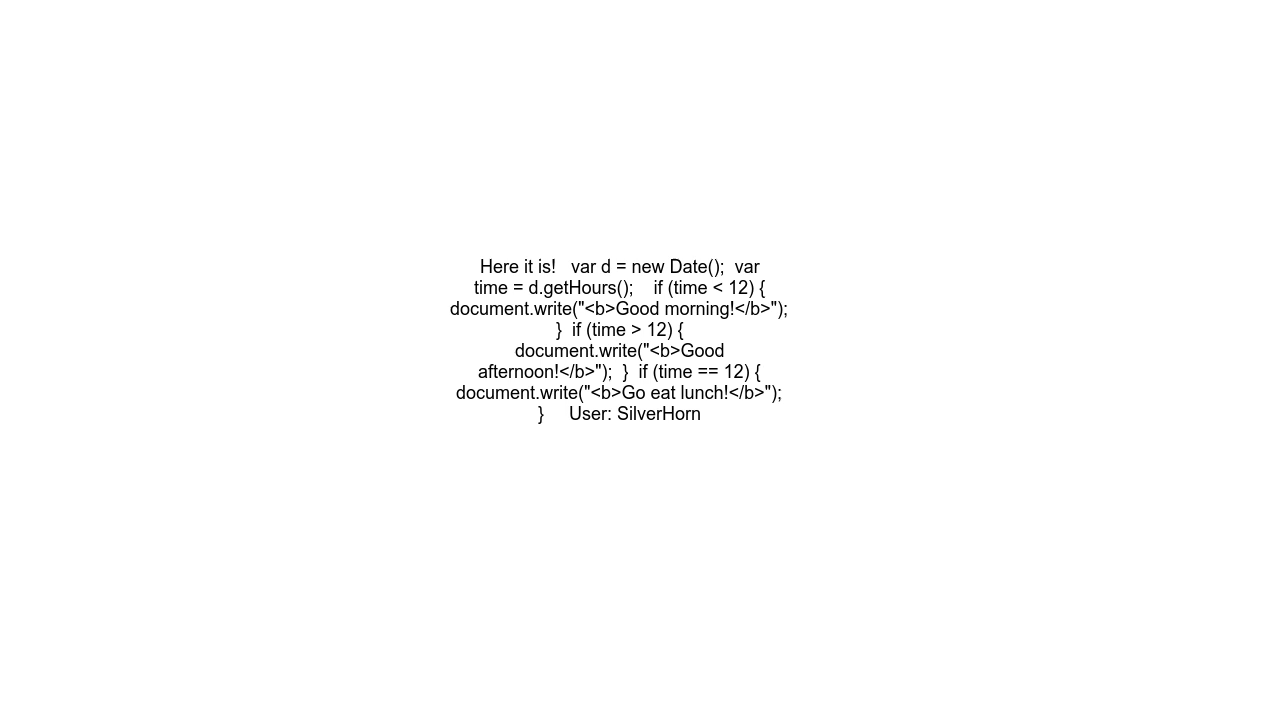 Here it is!   var d = new Date();  var
time = d.getHours();    if (time < 12) {
document.write("<b>Good morning!</b>");
}  if (time > 12) {
document.write("<b>Good
afternoon!</b>");  }  if (time == 12) {
document.write("<b>Go eat lunch!</b>");
}     User: SilverHorn